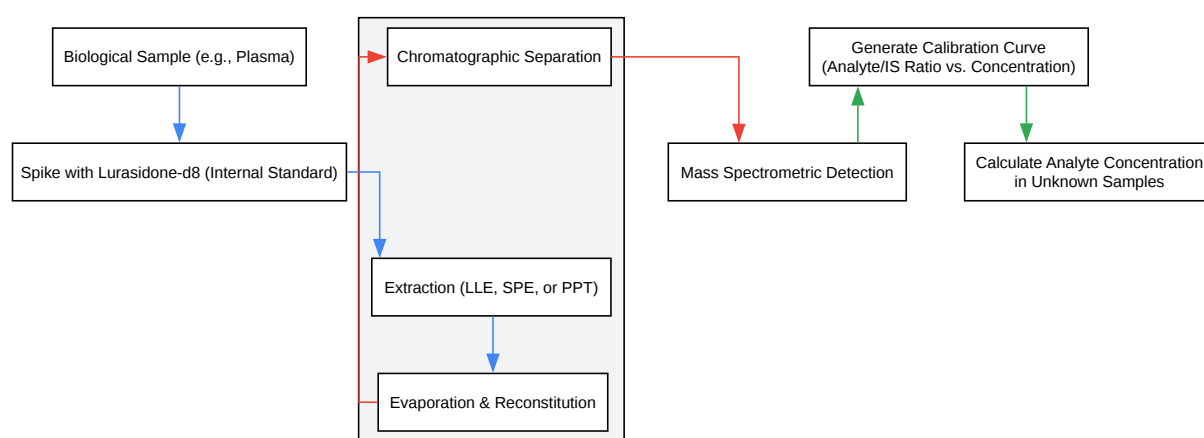 Biological Sample (e.g., Plasma)
Spike with Lurasidone-d8 (Internal Standard)
Chromatographic Separation
Extraction (LLE, SPE, or PPT)
Evaporation & Reconstitution
Mass Spectrometric Detection
Generate Calibration Curve
(Analyte/IS Ratio vs. Concentration)
Calculate Analyte Concentration
in Unknown Samples